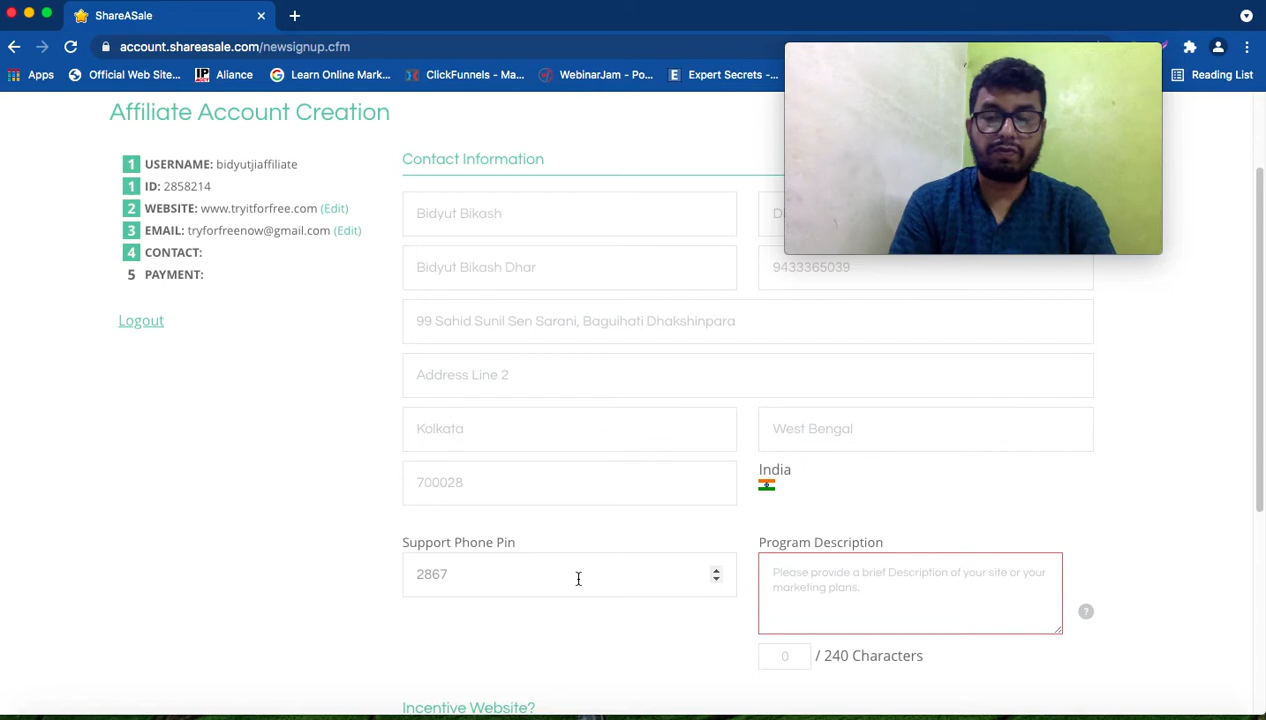 ShareASale
account.shareasale.com/newsignup.cfm
Apps
Official Web Site...
Aliance
Learn Online Mark...
ClickFunnels - Ma...
WebinarJam - Po...
Expert Secrets -...
Reading List
Affiliate Account Creation
1 USERNAME: bidyutjiaffiliate
1 ID: 2858214
2 WEBSITE: www.tryitforfree.com (Edit)
3 EMAIL: tryforfreenow@gmail.com (Edit)
4 CONTACT:
5 PAYMENT:
Logout
Contact Information
Bidyut Bikash
Bidyut Bikash Dhar
9433365039
99 Sahid Sunil Sen Sarani, Baguihati Dhakshinpara
Address Line 2
Kolkata
West Bengal
700028
India
Support Phone Pin
2867
Program Description
Please provide a brief Description of your site or your
marketing plans.
?
0 / 240 Characters
Incentive Website?